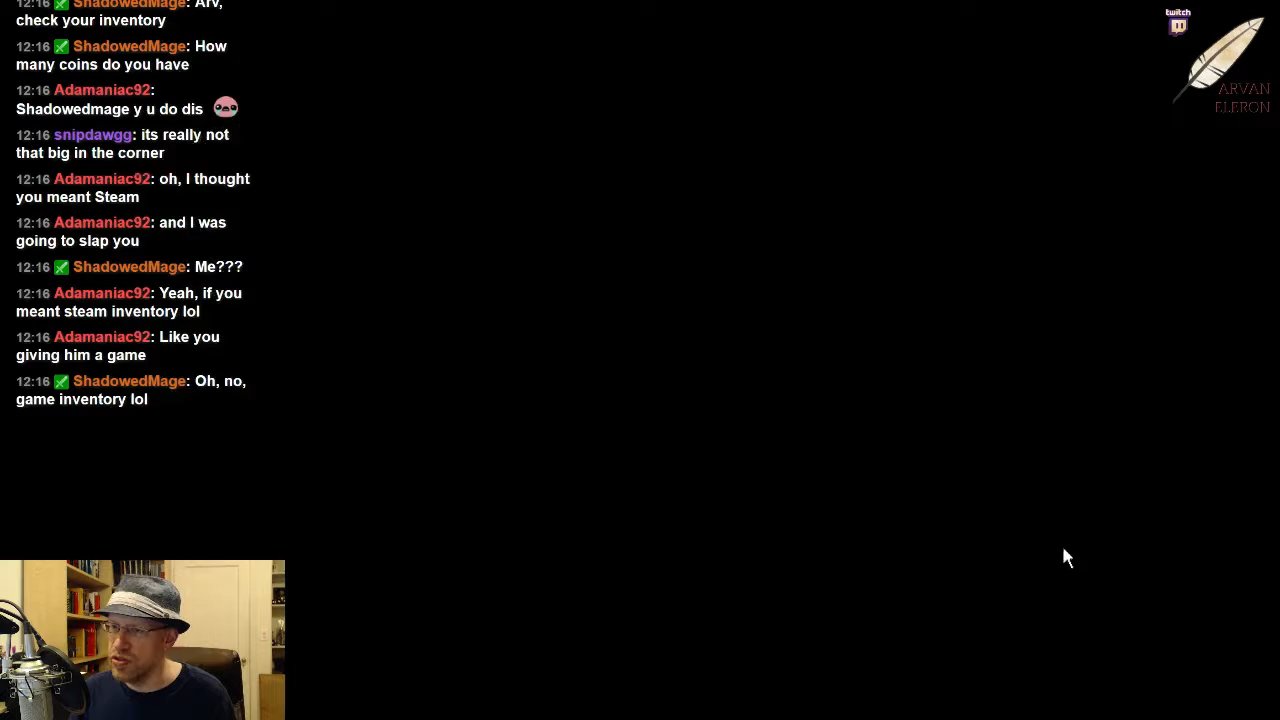 12:16 ShadowedMage: Arv,
check your inventory
12:16 ShadowedMage: How
many coins do you have
12:16 Adamaniac92:
Shadowedmage y u do dis
12:16 snipdawgg: its really not
that big in the corner
12:16 Adamaniac92: oh, I thought
you meant Steam
12:16 Adamaniac92: and I was
going to slap you
12:16 ShadowedMage: Me???
12:16 Adamaniac92: Yeah, if you
meant steam inventory lol
12:16 Adamaniac92: Like you
giving him a game
12:16 ShadowedMage: Oh, no,
game inventory lol
twitch
ARVAN
ELERON